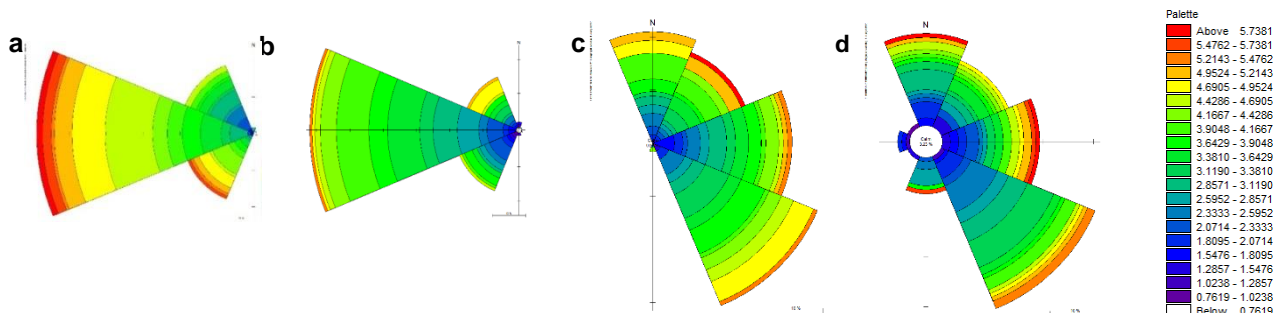 a
b
c
d
N
N
Palette
Above 5.7381
5.4762 - 5.7381
5.2143 - 5.4762
4.9524 - 5.2143
4.6905 - 4.9524
4.4286 - 4.6905
4.1667 - 4.4286
3.9048 - 4.1667
3.6429 - 3.9048
3.3810 - 3.6429
3.1190 - 3.3810
2.8571 - 3.1190
2.5952 - 2.8571
2.3333 - 2.5952
2.0714 - 2.3333
1.8095 - 2.0714
1.5476 - 1.8095
1.2857 - 1.5476
1.0238 - 1.2857
0.7619 - 1.0238
Below 0.7619